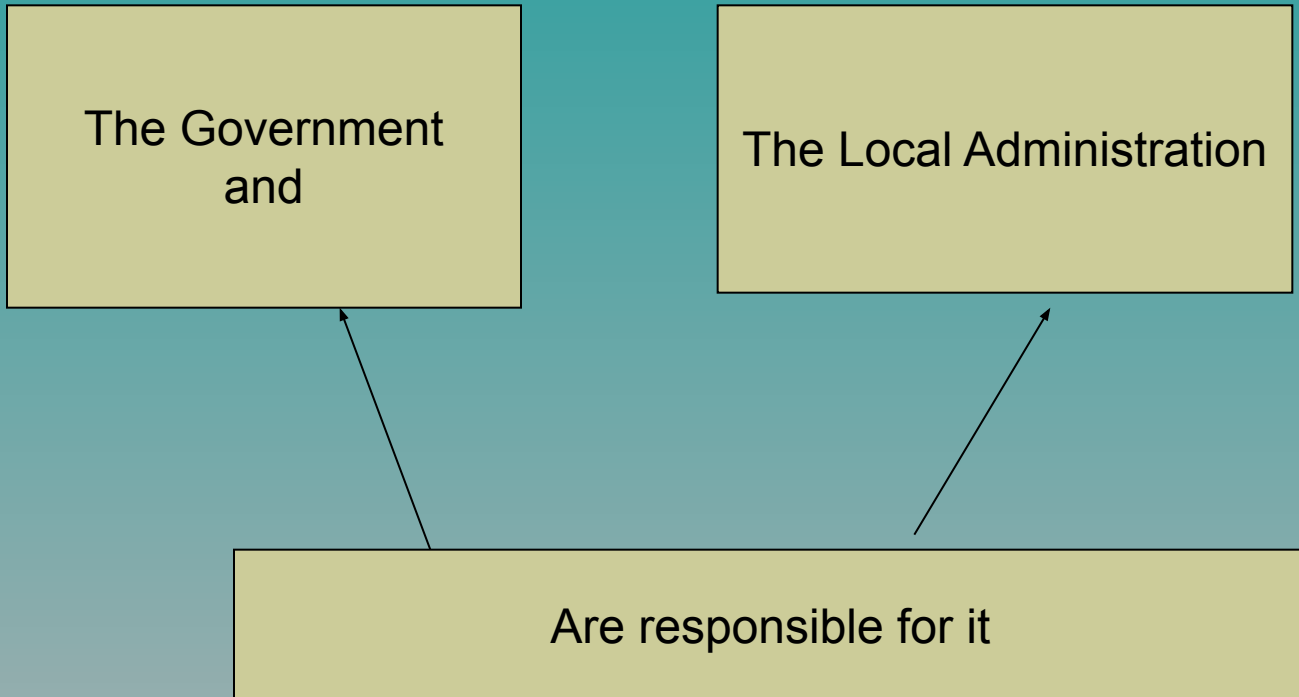 The Government
and
The Local Administration
Are responsible for it